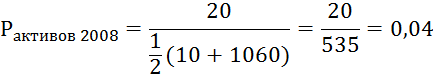 Р активов 2008 = 20 / (1/2 (10 + 1060)) = 20 / 535 = 0,04